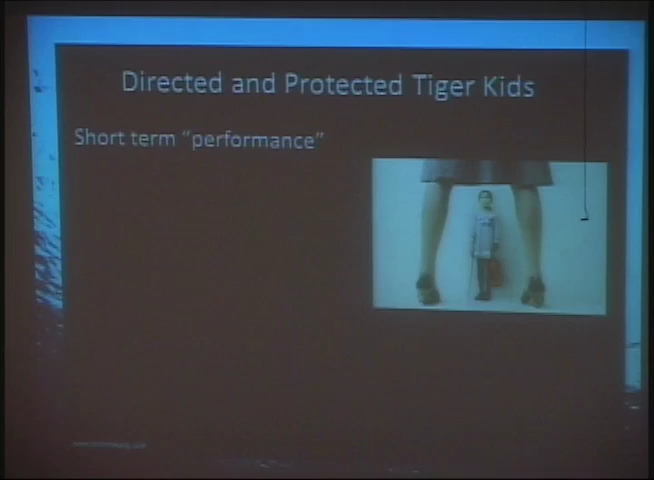 Directed and Protected Tiger Kids
Short term “performance”